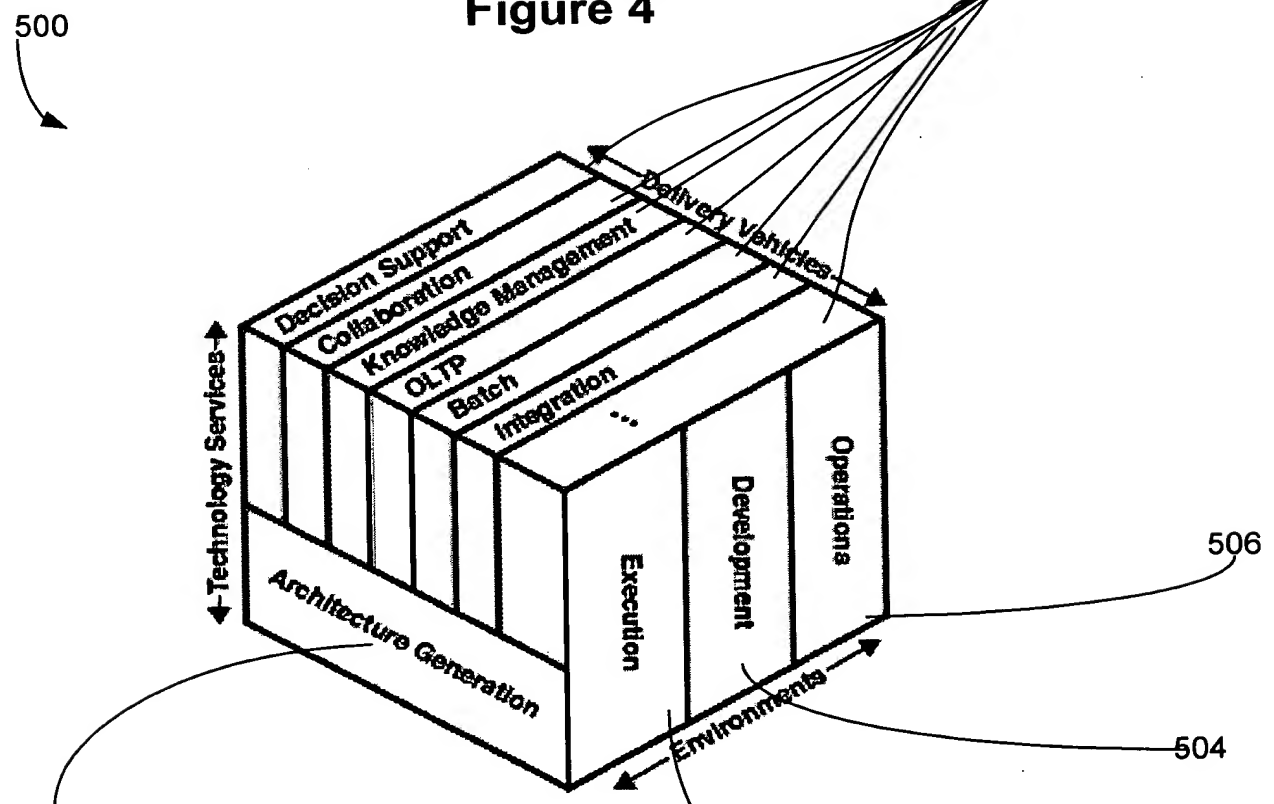 Figure 4
500
Delivery Vehicles
Decision Support
Collaboration
Knowledge Management
OLTP
Batch
Integration
...
Technology Services
Architecture Generation
Execution
Development
Operations
506
Environments
504